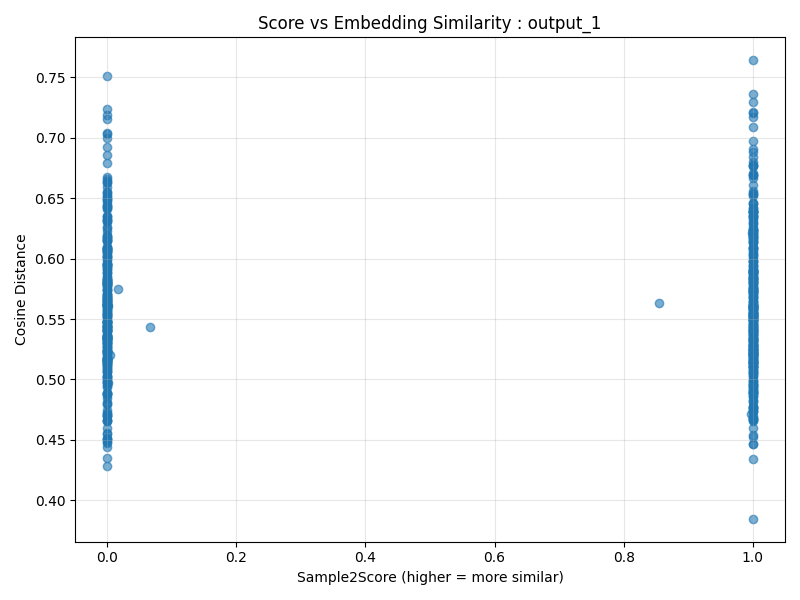 Score vs Embedding Similarity : output_1
Cosine Distance
0.75
0.70
0.65
0.60
0.55
0.50
0.45
0.40
0.0 0.2 0.4 0.6 0.8 1.0
Sample2Score (higher = more similar)